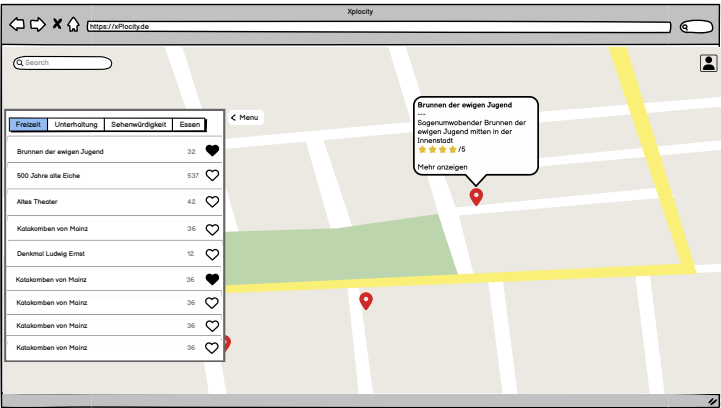 Xplocity
https://xPlocity.de
Search
Menu
Freizeit Unterhaltung Sehenwürdigkeit Essen
Brunnen der ewigen Jugend 32
500 Jahre alte Eiche 537
Altes Theater 42
Katakomben von Mainz 36
Denkmal Ludwig Ernst 12
Katakomben von Mainz 36
Katakomben von Mainz 36
Katakomben von Mainz 36
Katakomben von Mainz 36
Brunnen der ewigen Jugend
---
Sagenumwobender Brunnen der
ewigen Jugend mitten in der
Innenstadt
/5
Mehr anzeigen